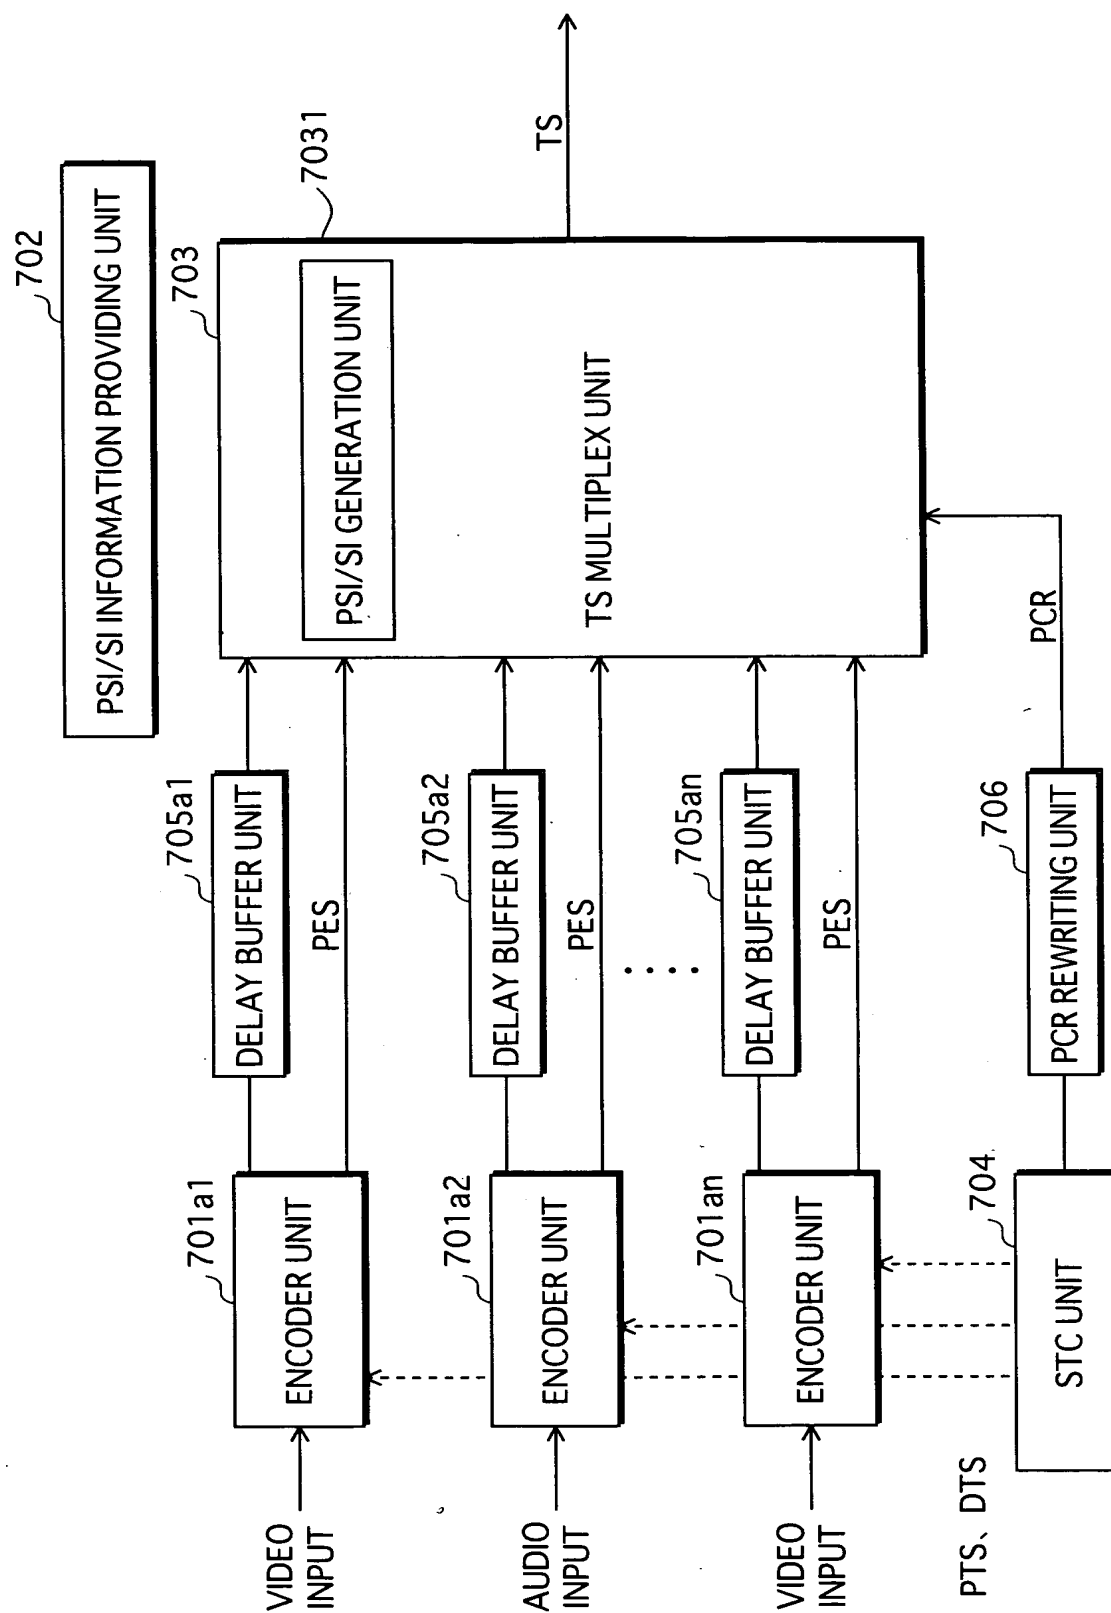 702
PSI/SI INFORMATION PROVIDING UNIT
703
7031
PSI/SI GENERATION UNIT
TS MULTIPLEX UNIT
TS
VIDEO
INPUT
701a1
ENCODER UNIT
705a1
DELAY BUFFER UNIT
PES
AUDIO
INPUT
701a2
ENCODER UNIT
705a2
DELAY BUFFER UNIT
PES
VIDEO
INPUT
701an
ENCODER UNIT
705an
DELAY BUFFER UNIT
PES
PTS、DTS
704
STC UNIT
706
PCR REWRITING UNIT
PCR